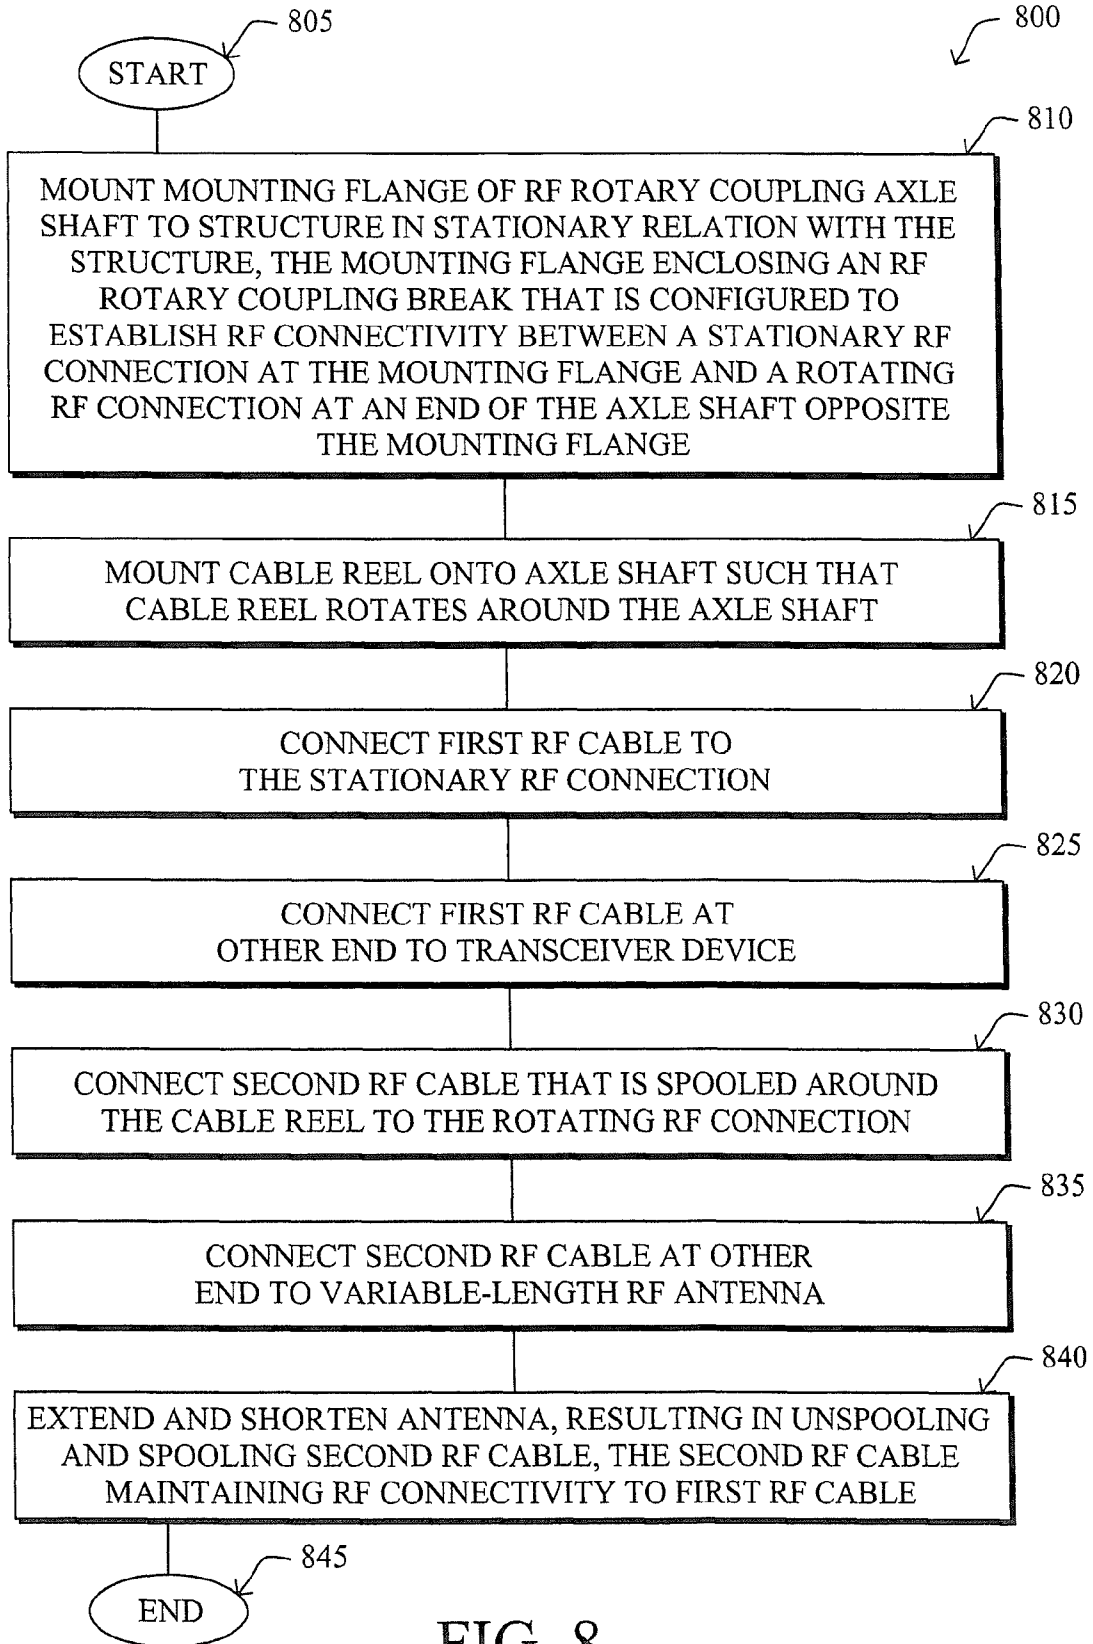 805
800
START
810
MOUNT MOUNTING FLANGE OF RF ROTARY COUPLING AXLE
SHAFT TO STRUCTURE IN STATIONARY RELATION WITH THE
STRUCTURE, THE MOUNTING FLANGE ENCLOSING AN RF
ROTARY COUPLING BREAK THAT IS CONFIGURED TO
ESTABLISH RF CONNECTIVITY BETWEEN A STATIONARY RF
CONNECTION AT THE MOUNTING FLANGE AND A ROTATING
RF CONNECTION AT AN END OF THE AXLE SHAFT OPPOSITE
THE MOUNTING FLANGE
815
MOUNT CABLE REEL ONTO AXLE SHAFT SUCH THAT
CABLE REEL ROTATES AROUND THE AXLE SHAFT
820
CONNECT FIRST RF CABLE TO
THE STATIONARY RF CONNECTION
825
CONNECT FIRST RF CABLE AT
OTHER END TO TRANSCEIVER DEVICE
830
CONNECT SECOND RF CABLE THAT IS SPOOLED AROUND
THE CABLE REEL TO THE ROTATING RF CONNECTION
835
CONNECT SECOND RF CABLE AT OTHER
END TO VARIABLE-LENGTH RF ANTENNA
840
EXTEND AND SHORTEN ANTENNA, RESULTING IN UNSPOOLING
AND SPOOLING SECOND RF CABLE, THE SECOND RF CABLE
MAINTAINING RF CONNECTIVITY TO FIRST RF CABLE
845
END
FIG. 8